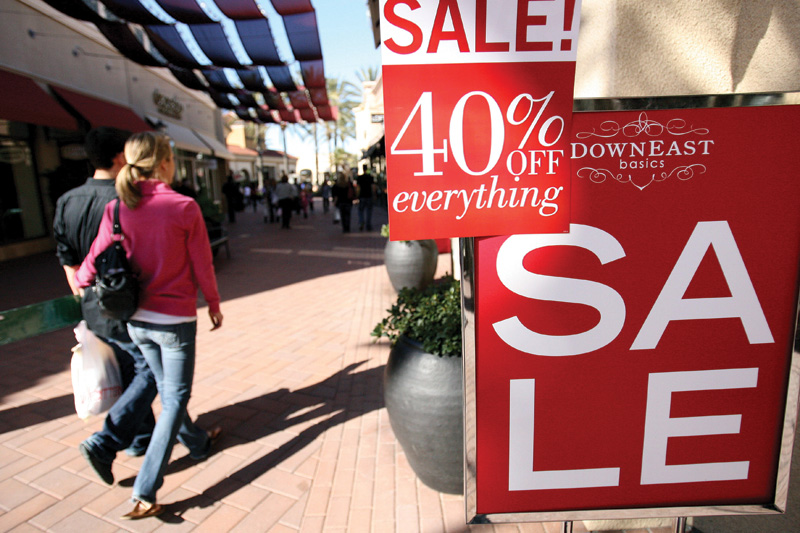 SALE!
40% OFF
everything
DOWNEAST
basics
SA
LE